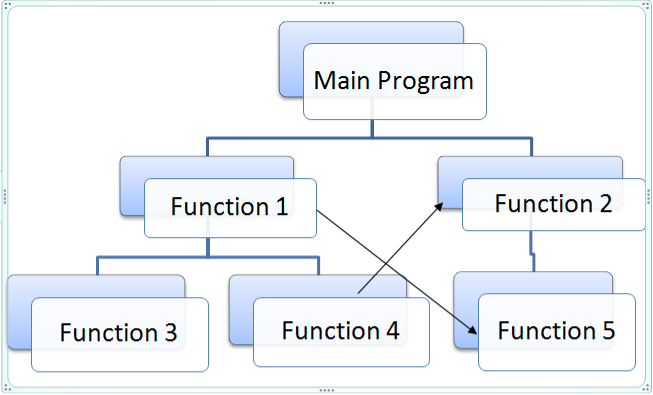 Main Program
Function 1
Function 2
Function 3
Function 4
Function 5